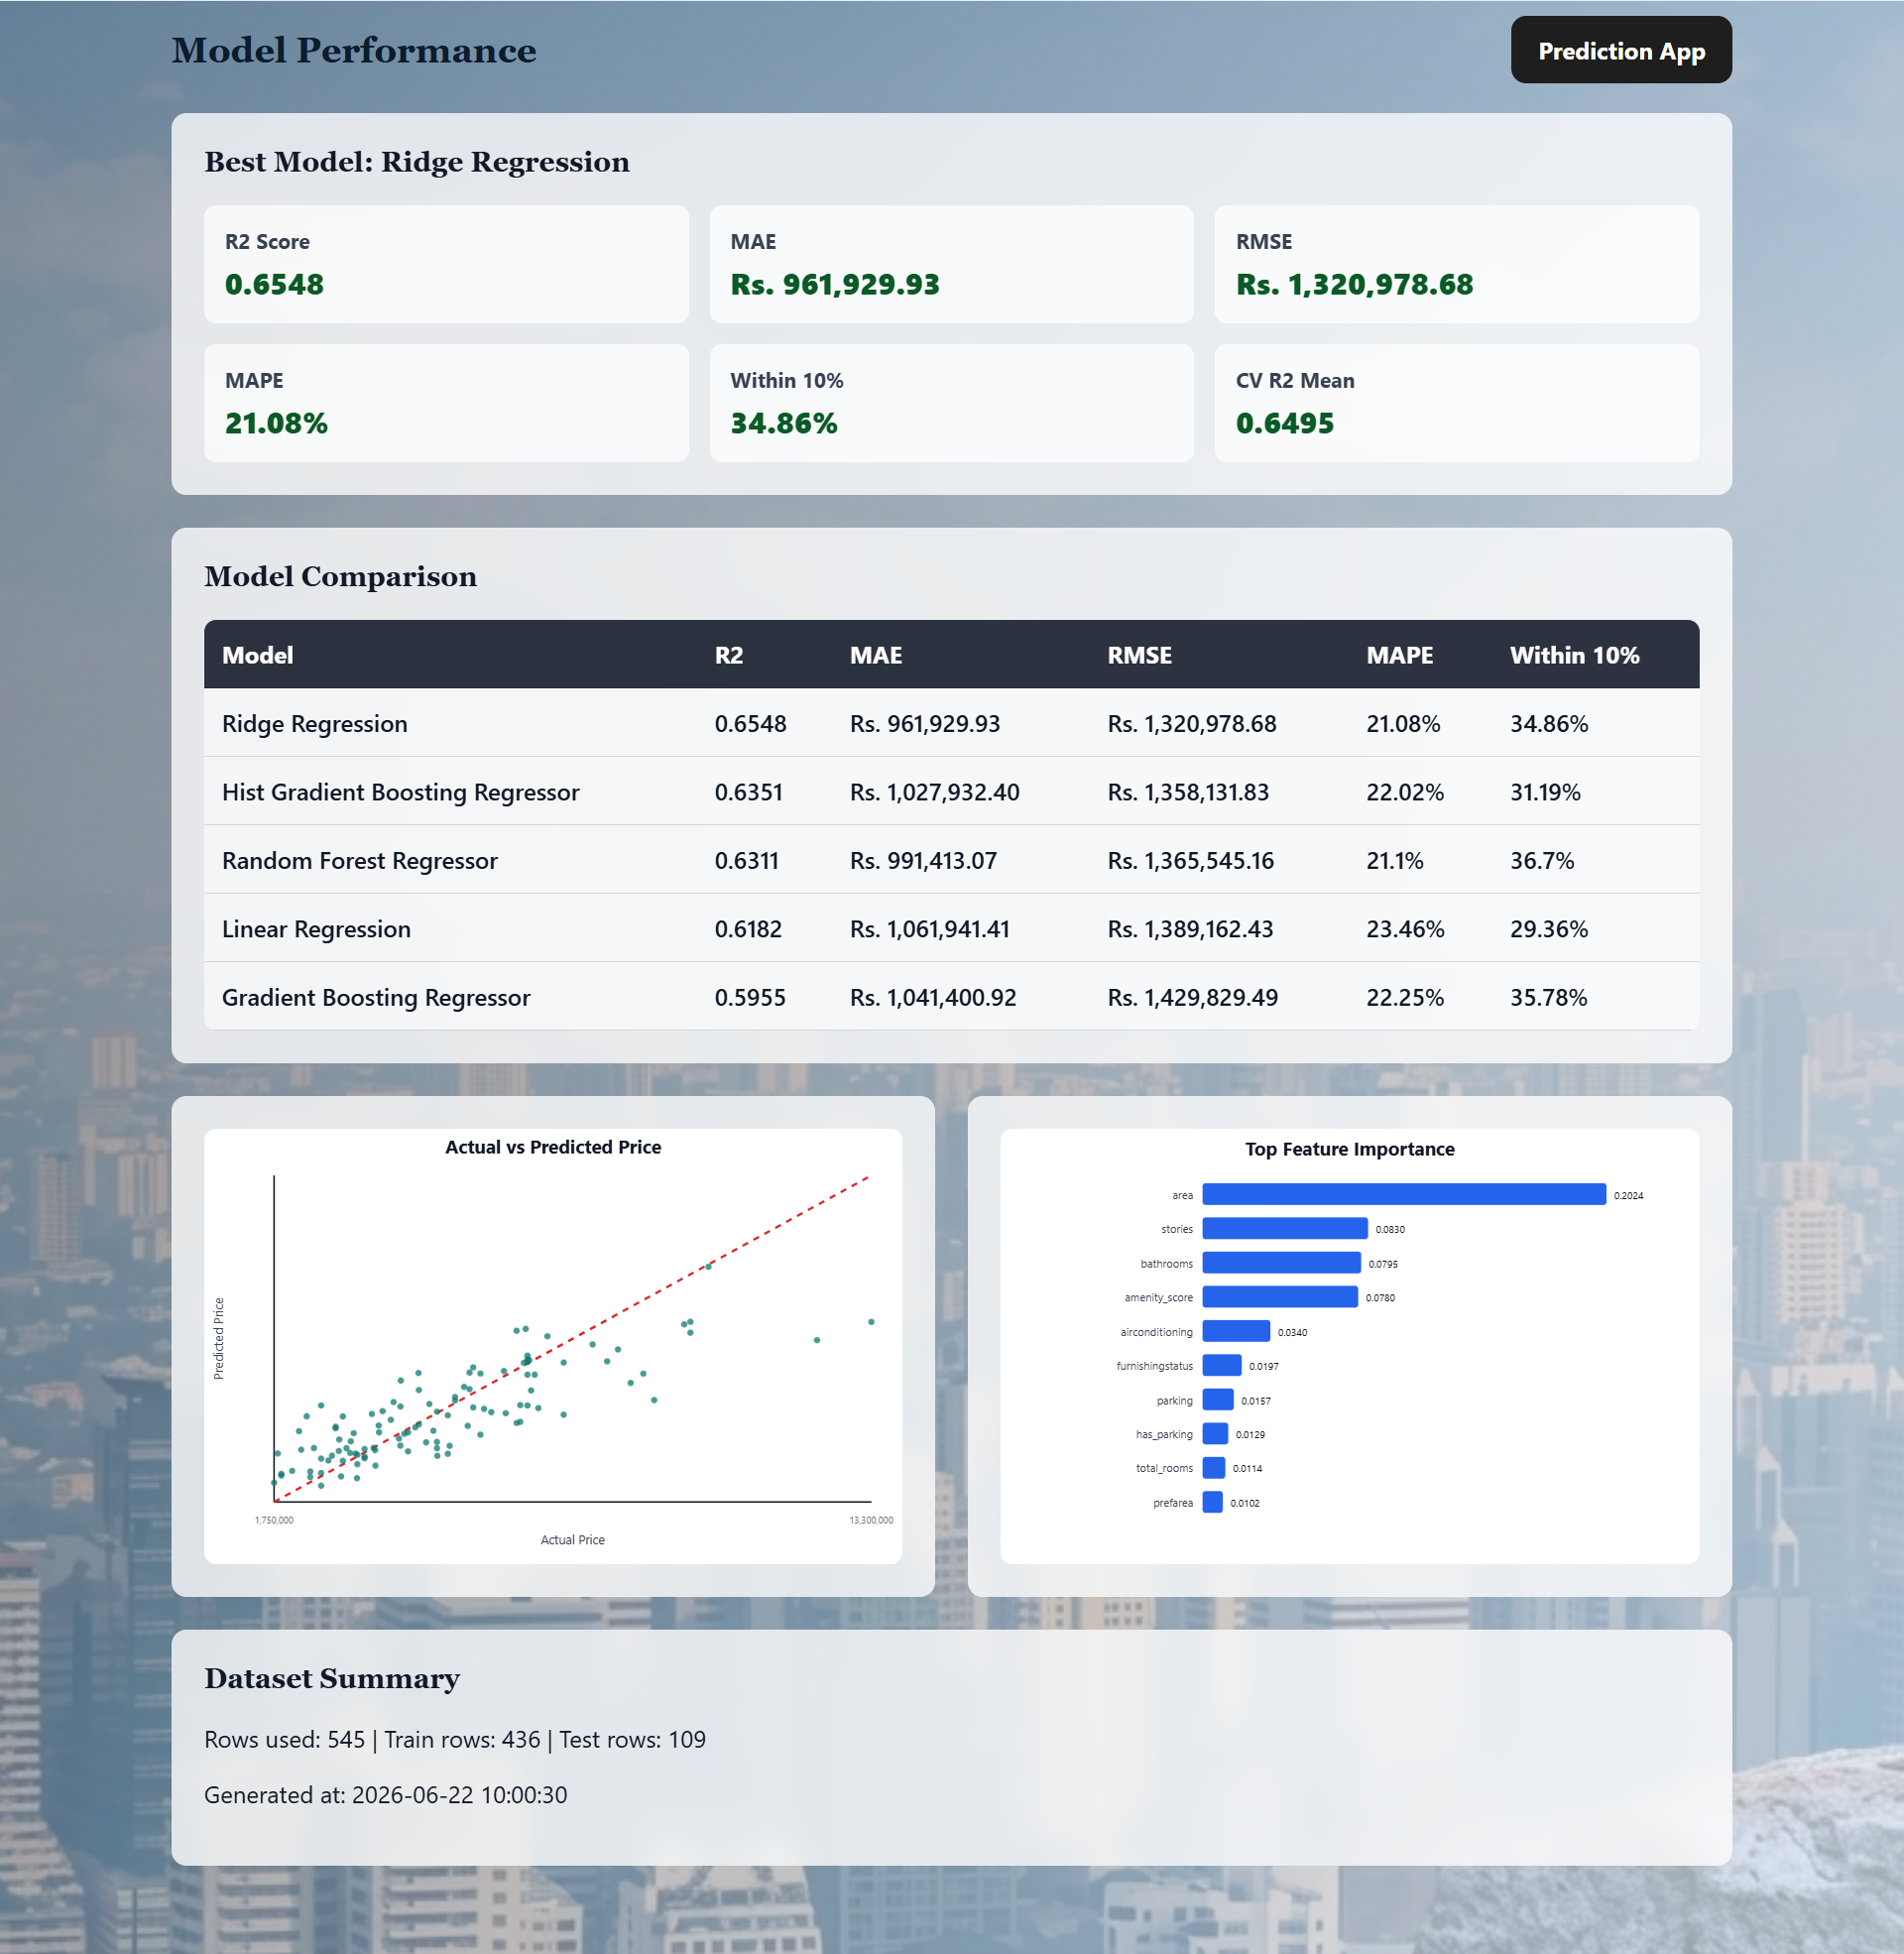 Model Performance
Prediction App
Best Model: Ridge Regression
R2 Score
0.6548
MAE
Rs. 961,929.93
RMSE
Rs. 1,320,978.68
MAPE
21.08%
Within 10%
34.86%
CV R2 Mean
0.6495
Model Comparison
Model R2 MAE RMSE MAPE Within 10%
Ridge Regression 0.6548 Rs. 961,929.93 Rs. 1,320,978.68 21.08% 34.86%
Hist Gradient Boosting Regressor 0.6351 Rs. 1,027,932.40 Rs. 1,358,131.83 22.02% 31.19%
Random Forest Regressor 0.6311 Rs. 991,413.07 Rs. 1,365,545.16 21.1% 36.7%
Linear Regression 0.6182 Rs. 1,061,941.41 Rs. 1,389,162.43 23.46% 29.36%
Gradient Boosting Regressor 0.5955 Rs. 1,041,400.92 Rs. 1,429,829.49 22.25% 35.78%
Actual vs Predicted Price
Predicted Price
1,750,000 13,300,000
Actual Price
Top Feature Importance
area 0.2024
stories 0.0830
bathrooms 0.0795
amenity_score 0.0780
airconditioning 0.0340
furnishingstatus 0.0197
parking 0.0157
has_parking 0.0129
total_rooms 0.0114
prefarea 0.0102
Dataset Summary
Rows used: 545 | Train rows: 436 | Test rows: 109
Generated at: 2026-06-22 10:00:30